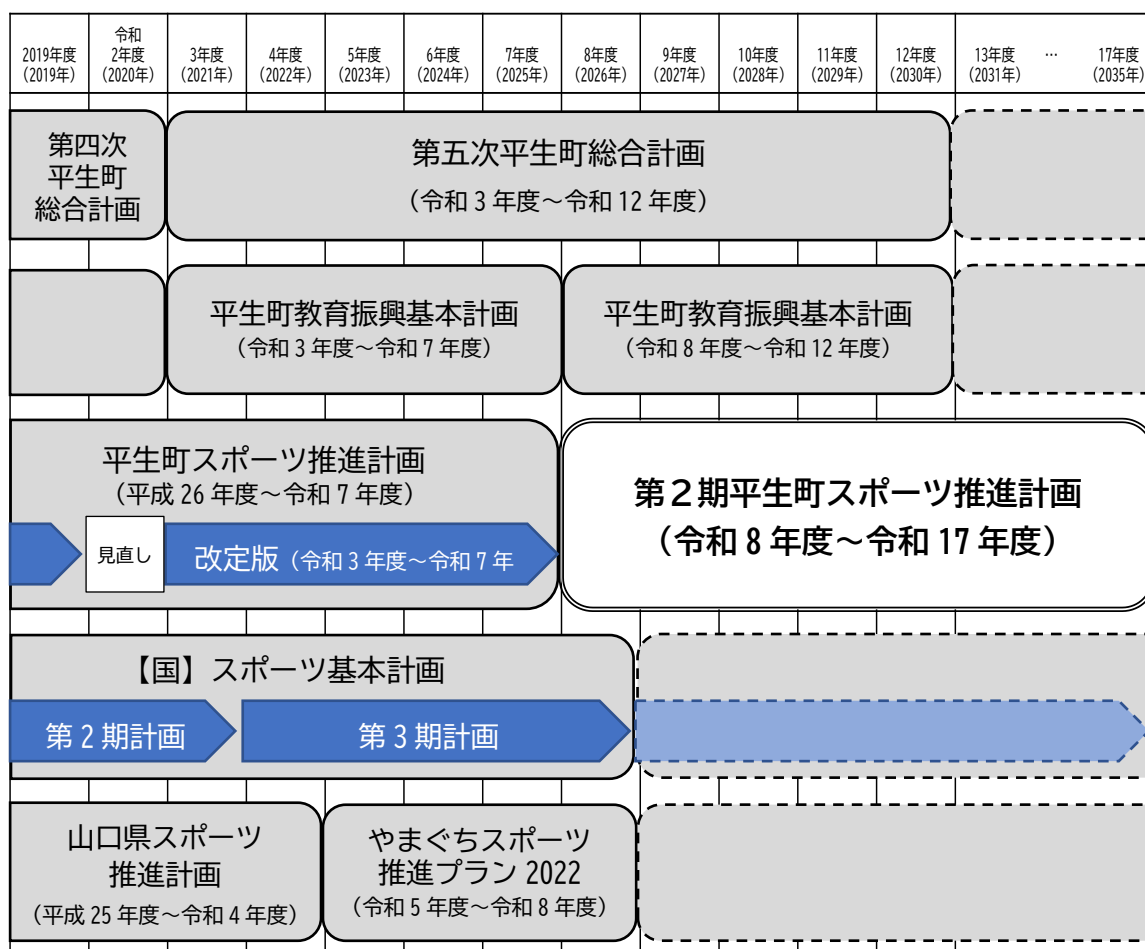 2019年度
（2019年）
令和
2年度
（2020年）
3年度
（2021年）
4年度
（2022年）
5年度
（2023年）
6年度
（2024年）
7年度
（2025年）
8年度
（2026年）
9年度
（2027年）
10年度
（2028年）
11年度
（2029年）
12年度
（2030年）
13年度
（2031年）
…
17年度
（2035年）
第四次
平生町
総合計画
第五次平生町総合計画
（令和３年度～令和12年度）
平生町教育振興基本計画
（令和３年度～令和７年度）
平生町教育振興基本計画
（令和８年度～令和12年度）
平生町スポーツ推進計画
（平成26年度～令和７年度）
見直し
改定版（令和３年度～令和７年
第２期平生町スポーツ推進計画
（令和８年度～令和17年度）
【国】スポーツ基本計画
第２期計画
第３期計画
山口県スポーツ
推進計画
（平成25年度～令和４年度）
やまぐちスポーツ
推進プラン2022
（令和５年度～令和８年度）